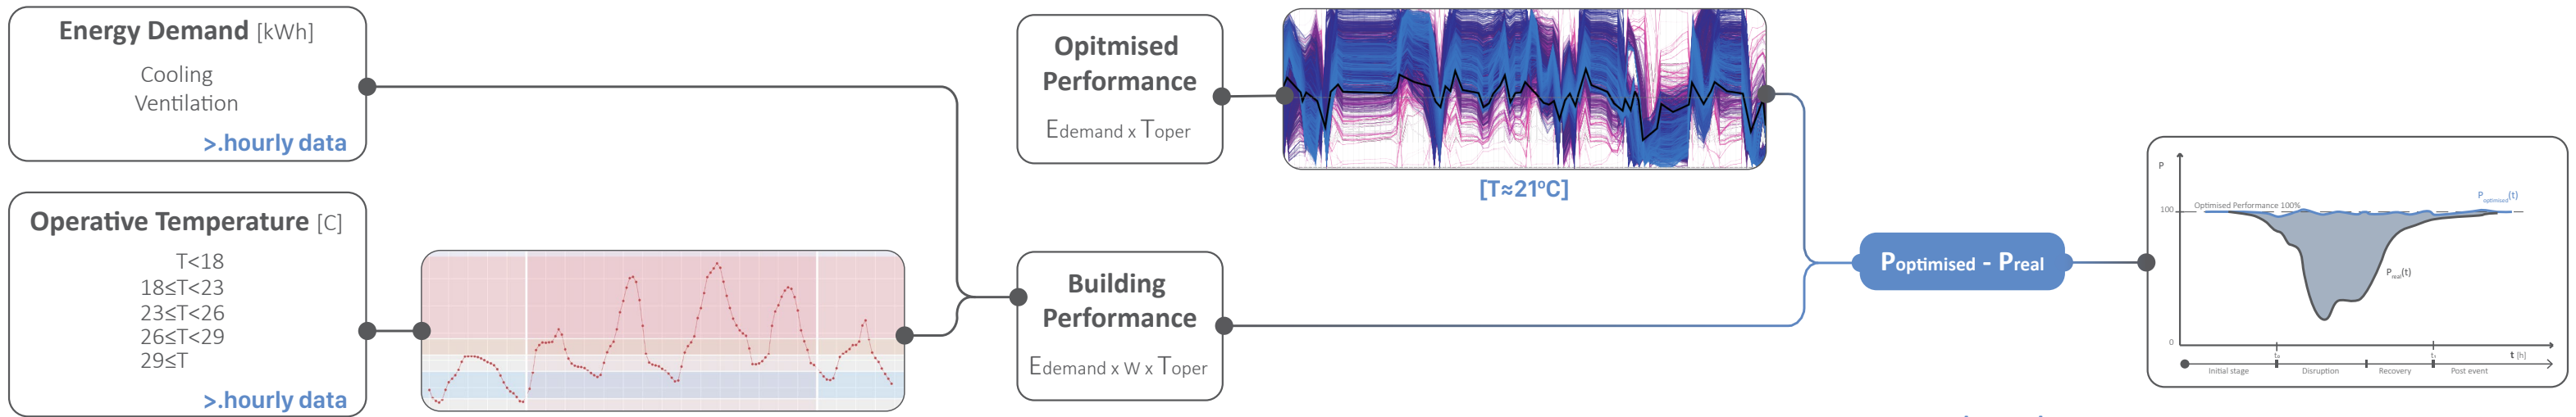 Energy Demand [kWh]
Cooling
Ventilation
>.hourly data
Operative Temperature [C]
T<18
18≤T<23
23≤T<26
26≤T<29
29≤T
>.hourly data
Opitmised
Performance
Edemand x Toper
[T≈21ºC]
Building
Performance
Edemand x W x Toper
Poptimised - Preal
P
Poptimised(t)
Optimised Performance 100%
100
Preal(t)
0
t [h]
Initial stage
Disruption
Recovery
Post event